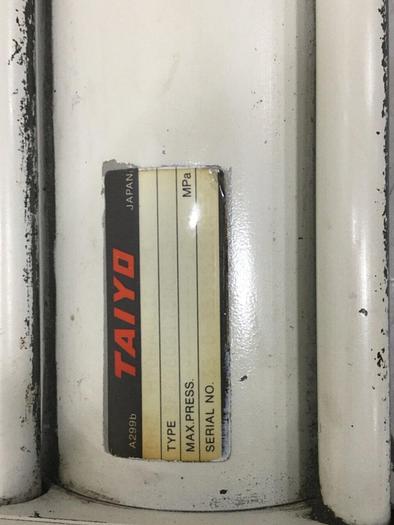 A299b TAIYO JAPAN
TYPE
MAX.PRESS. MPa
SERIAL NO.